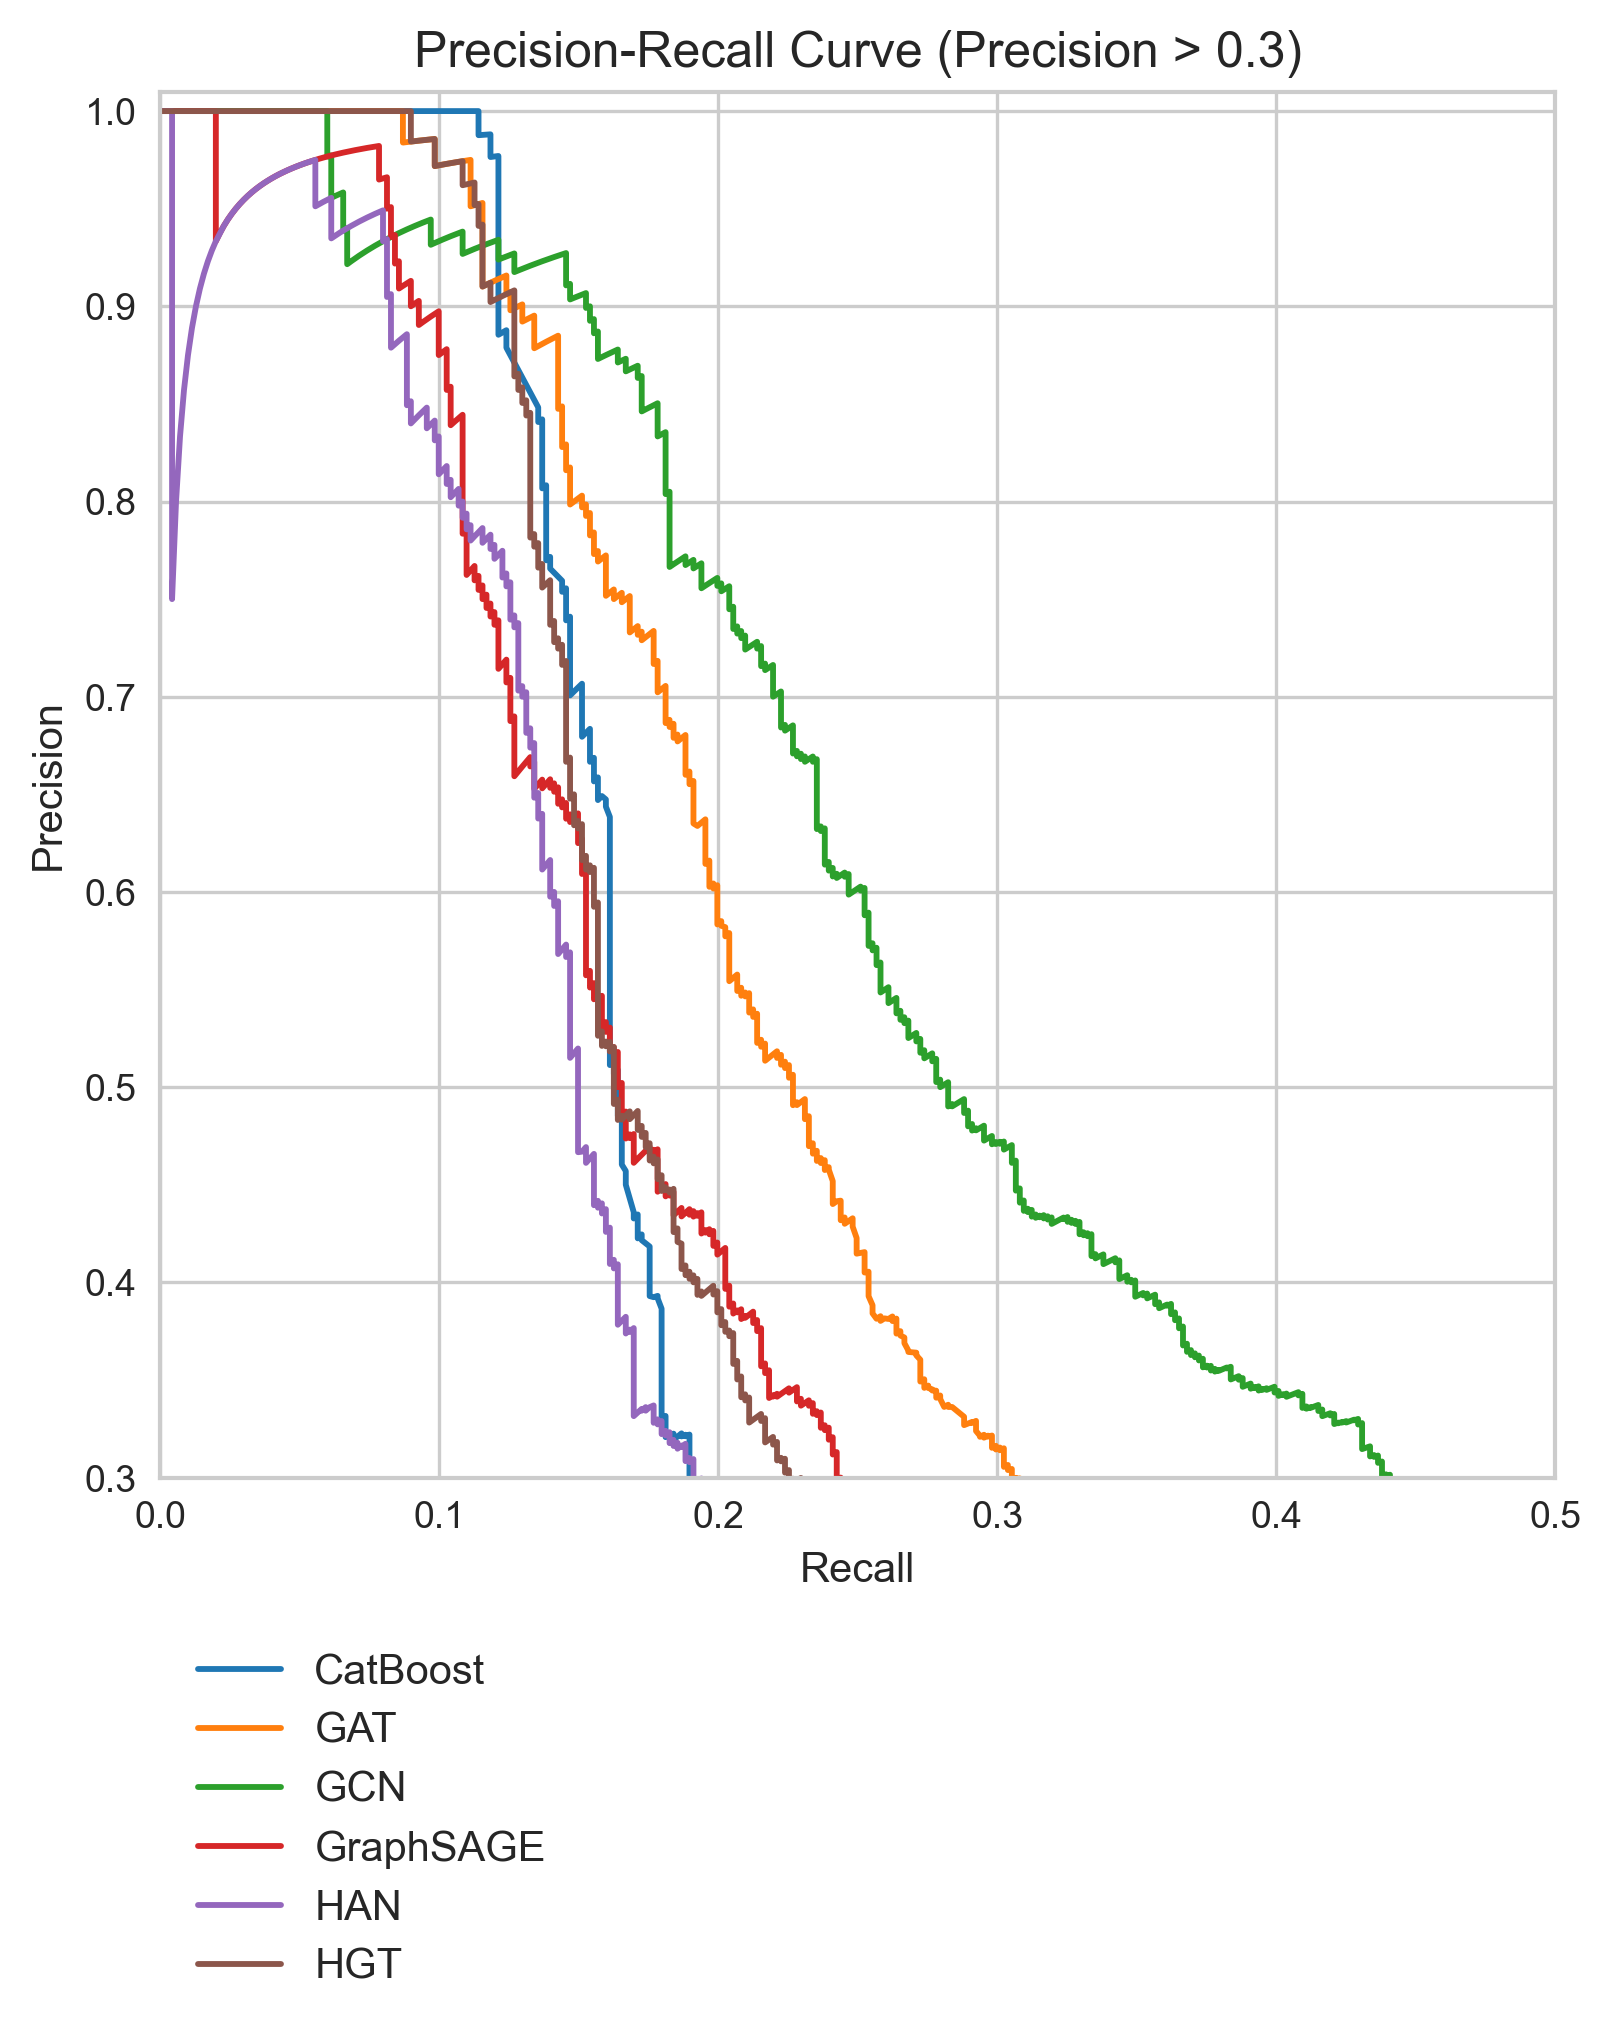 Precision-Recall Curve (Precision > 0.3)
1.0
0.9
0.8
0.7
0.6
0.5
0.4
0.3
Precision
0.0 0.1 0.2 0.3 0.4 0.5
Recall
CatBoost
GAT
GCN
GraphSAGE
HAN
HGT